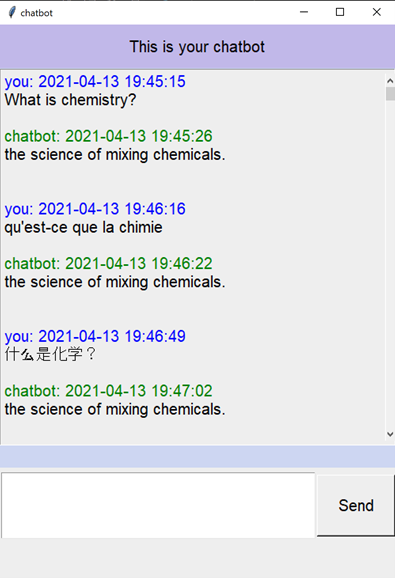 chatbot
This is your chatbot
you: 2021-04-13 19:45:15
What is chemistry?
chatbot: 2021-04-13 19:45:26
the science of mixing chemicals.
you: 2021-04-13 19:46:16
qu'est-ce que la chimie
chatbot: 2021-04-13 19:46:22
the science of mixing chemicals.
you: 2021-04-13 19:46:49
什么是化学？
chatbot: 2021-04-13 19:47:02
the science of mixing chemicals.
Send